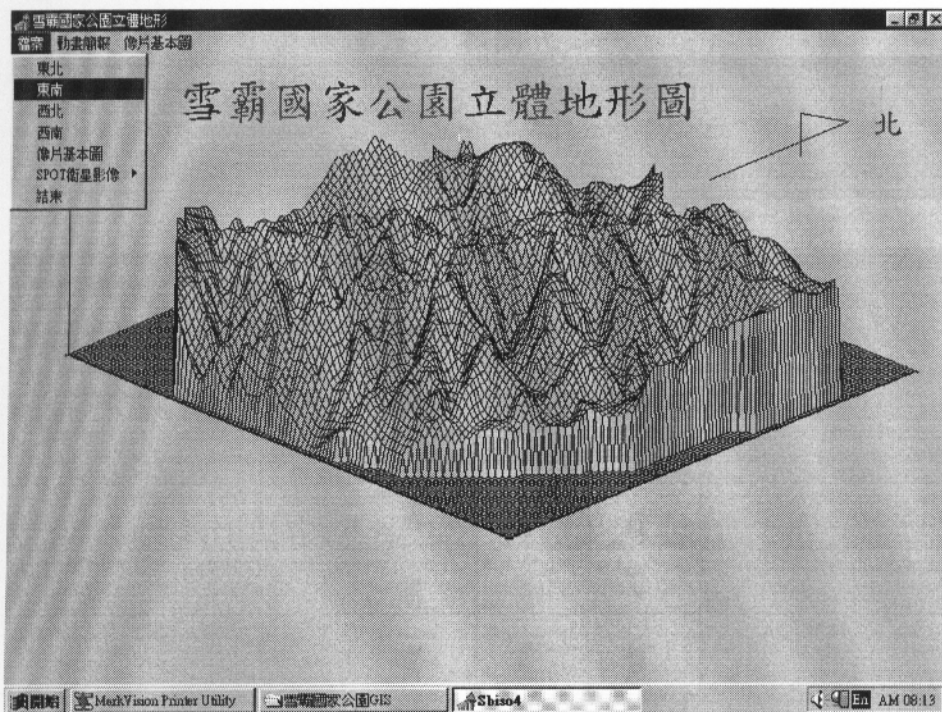 雪霸國家公園立體地形
檔案 動畫簡報 像片基本圖
東北
東南
西北
西南
像片基本圖
SPOT衛星影像
結束
雪霸國家公園立體地形圖
北
開始 MarkVision Printer Utility 雪霸國家公園GIS Sbiso4 En AM 08:13